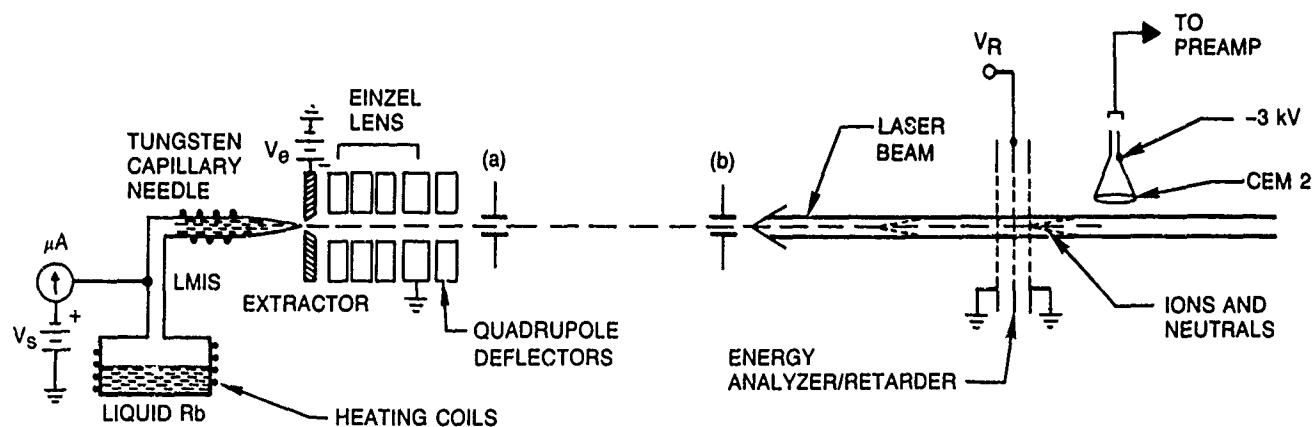 TO
PREAMP
V_R
EINZEL
LENS
-3 kV
TUNGSTEN
CAPILLARY
NEEDLE
V_e
−
LASER
BEAM
(a)
(b)
CEM 2
μA
LMIS
EXTRACTOR
+
V_s
QUADRUPOLE
DEFLECTORS
IONS AND
NEUTRALS
ENERGY
ANALYZER/RETARDER
LIQUID Rb
HEATING COILS